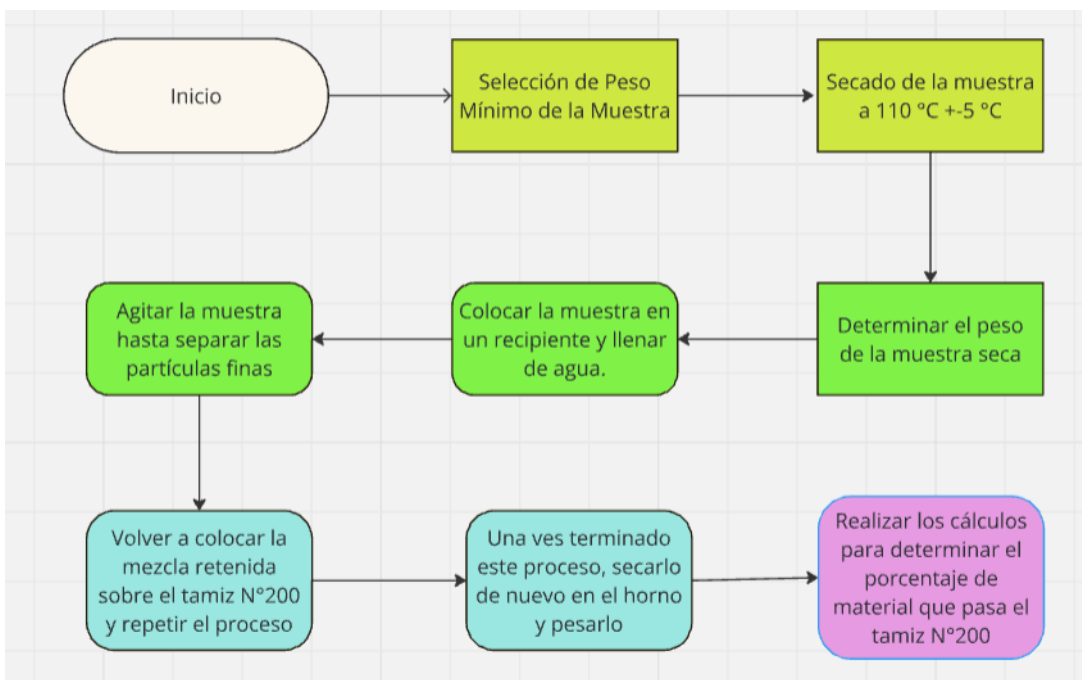 Inicio
Selección de Peso
Mínimo de la Muestra
Secado de la muestra
a 110 °C +-5 °C
Determinar el peso
de la muestra seca
Colocar la muestra en
un recipiente y llenar
de agua.
Agitar la muestra
hasta separar las
partículas finas
Volver a colocar la
mezcla retenida
sobre el tamiz N°200
y repetir el proceso
Una ves terminado
este proceso, secarlo
de nuevo en el horno
y pesarlo
Realizar los cálculos
para determinar el
porcentaje de
material que pasa el
tamiz N°200